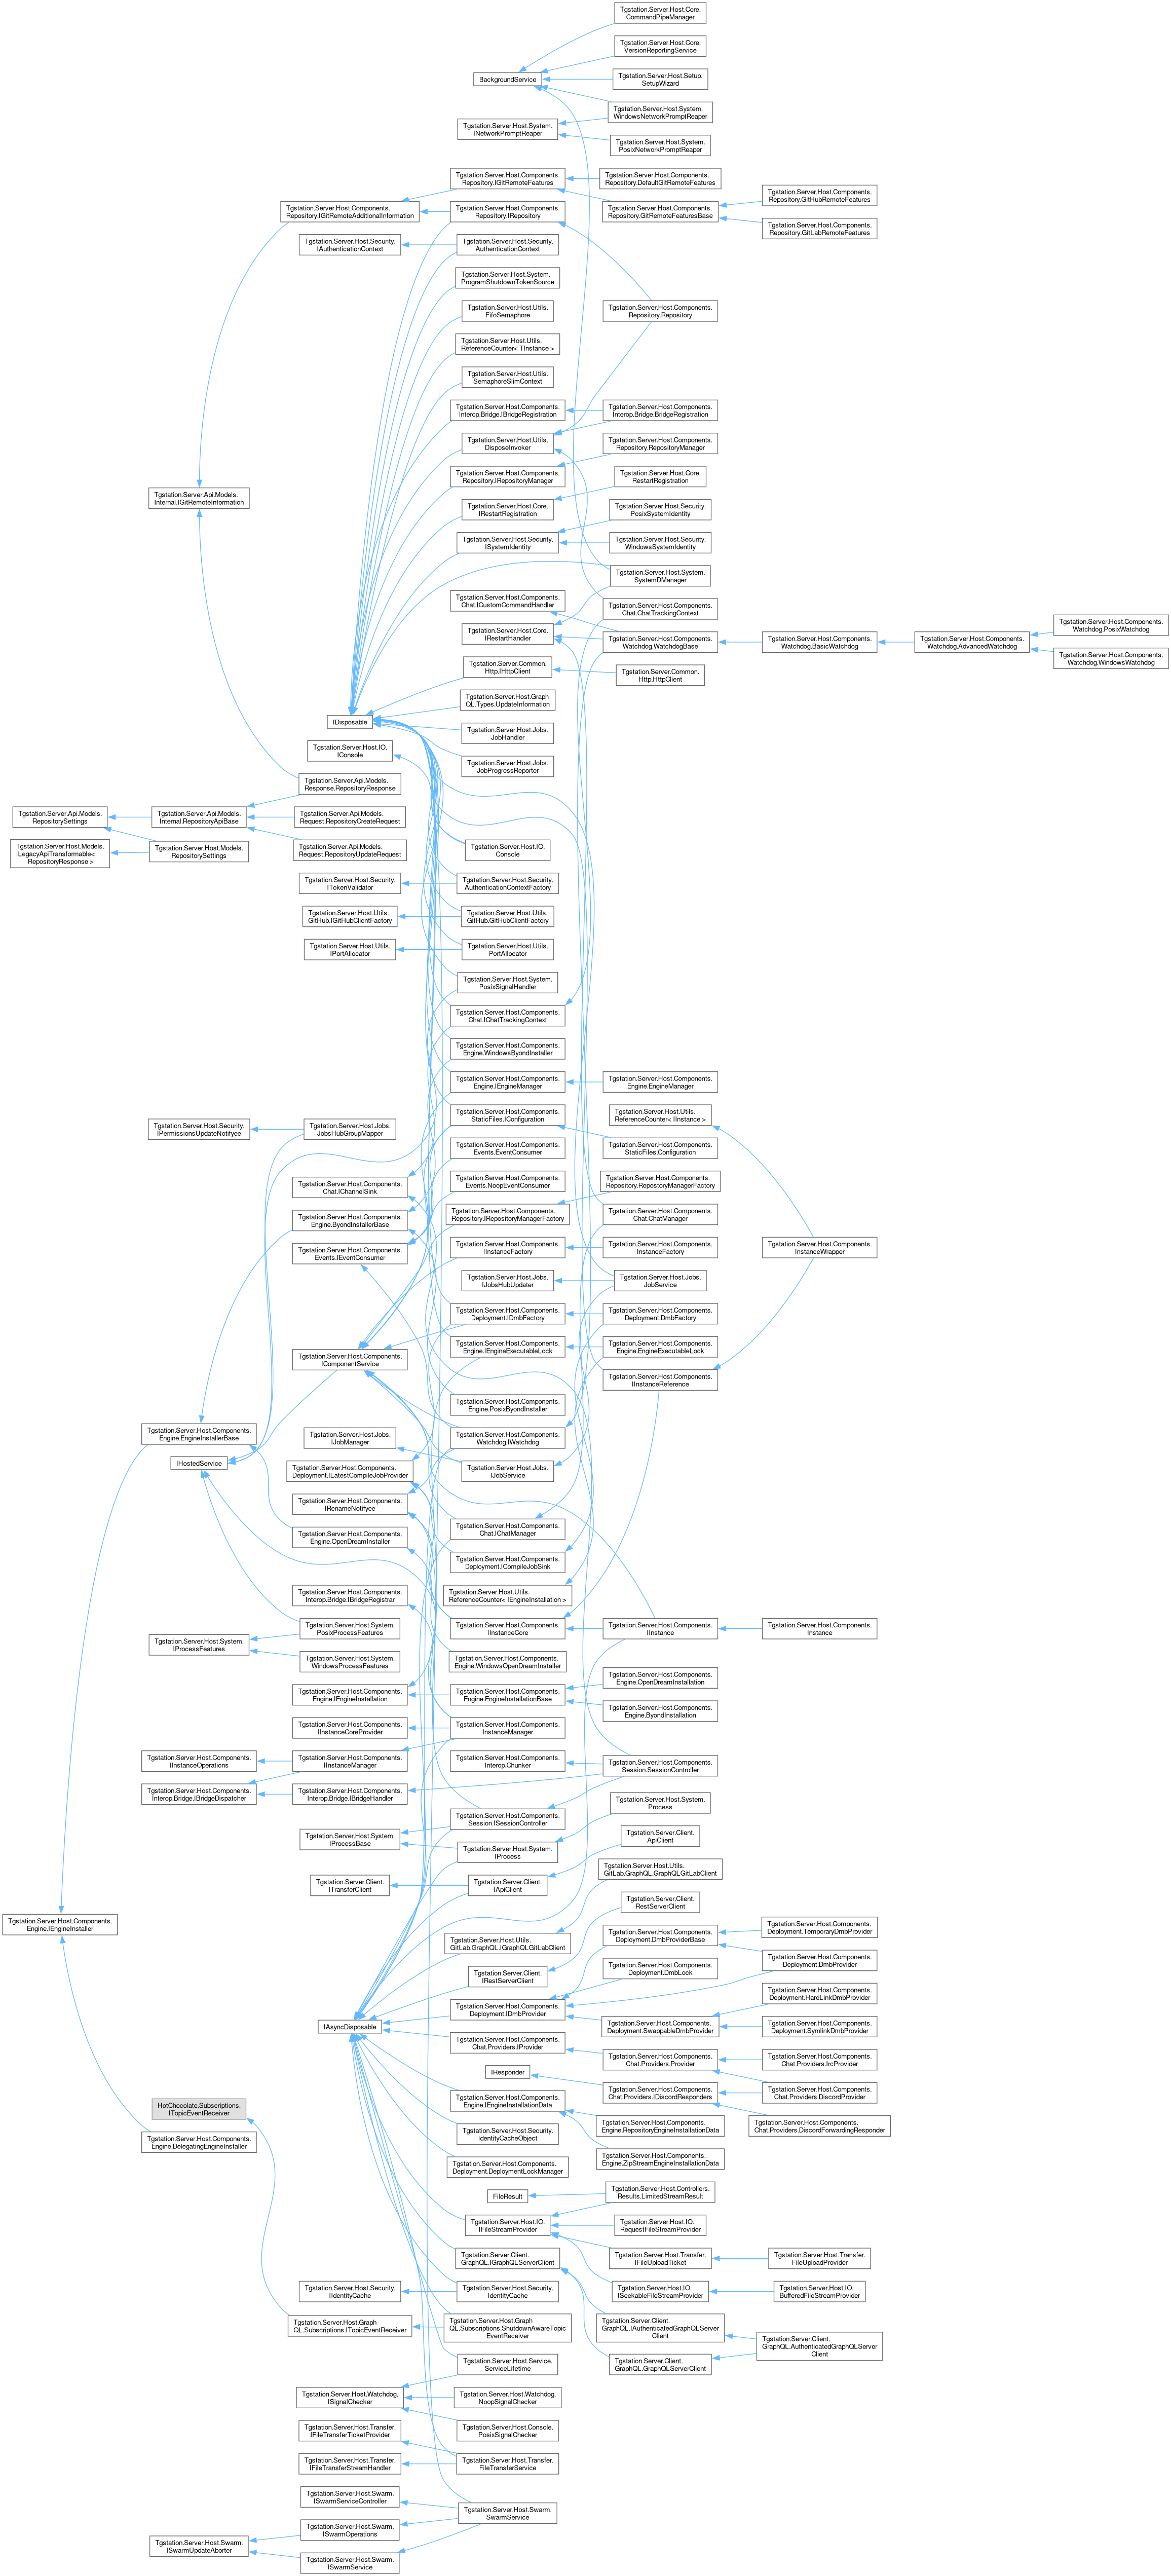 Tgstation.Server.Host.Core.
CommandPipeManager
Tgstation.Server.Host.Core.
VersionReportingService
BackgroundService
Tgstation.Server.Host.Setup.
SetupWizard
Tgstation.Server.Host.System.
WindowsNetworkPromptReaper
Tgstation.Server.Host.System.
INetworkPromptReaper
Tgstation.Server.Host.System.
PosixNetworkPromptReaper
Tgstation.Server.Host.Components.
Repository.IGitRemoteFeatures
Tgstation.Server.Host.Components.
Repository.DefaultGitRemoteFeatures
Tgstation.Server.Host.Components.
Repository.GitHubRemoteFeatures
Tgstation.Server.Host.Components.
Repository.IGitRemoteAdditionalInformation
Tgstation.Server.Host.Components.
Repository.IRepository
Tgstation.Server.Host.Components.
Repository.GitRemoteFeaturesBase
Tgstation.Server.Host.Components.
Repository.GitLabRemoteFeatures
Tgstation.Server.Host.Security.
IAuthenticationContext
Tgstation.Server.Host.Security.
AuthenticationContext
Tgstation.Server.Host.System.
ProgramShutdownTokenSource
Tgstation.Server.Host.Utils.
FifoSemaphore
Tgstation.Server.Host.Components.
Repository.Repository
Tgstation.Server.Host.Utils.
ReferenceCounter< TInstance >
Tgstation.Server.Host.Utils.
SemaphoreSlimContext
Tgstation.Server.Host.Components.
Interop.Bridge.IBridgeRegistration
Tgstation.Server.Host.Components.
Interop.Bridge.BridgeRegistration
Tgstation.Server.Host.Utils.
DisposeInvoker
Tgstation.Server.Host.Components.
Repository.RepositoryManager
Tgstation.Server.Host.Components.
Repository.IRepositoryManager
Tgstation.Server.Host.Core.
RestartRegistration
Tgstation.Server.Api.Models.
Internal.IGitRemoteInformation
Tgstation.Server.Host.Core.
IRestartRegistration
Tgstation.Server.Host.Security.
PosixSystemIdentity
Tgstation.Server.Host.Security.
ISystemIdentity
Tgstation.Server.Host.Security.
WindowsSystemIdentity
Tgstation.Server.Host.System.
SystemDManager
Tgstation.Server.Host.Components.
Chat.ICustomCommandHandler
Tgstation.Server.Host.Components.
Chat.ChatTrackingContext
Tgstation.Server.Host.Core.
IRestartHandler
Tgstation.Server.Host.Components.
Watchdog.WatchdogBase
Tgstation.Server.Host.Components.
Watchdog.BasicWatchdog
Tgstation.Server.Host.Components.
Watchdog.AdvancedWatchdog
Tgstation.Server.Host.Components.
Watchdog.PosixWatchdog
Tgstation.Server.Host.Components.
Watchdog.WindowsWatchdog
Tgstation.Server.Common.
Http.IHttpClient
Tgstation.Server.Common.
Http.HttpClient
Tgstation.Server.Host.Graph
QL.Types.UpdateInformation
IDisposable
Tgstation.Server.Host.Jobs.
JobHandler
Tgstation.Server.Host.IO.
IConsole
Tgstation.Server.Host.Jobs.
JobProgressReporter
Tgstation.Server.Api.Models.
Response.RepositoryResponse
Tgstation.Server.Api.Models.
RepositorySettings
Tgstation.Server.Api.Models.
Internal.RepositoryApiBase
Tgstation.Server.Api.Models.
Request.RepositoryCreateRequest
Tgstation.Server.Host.Models.
ILegacyApiTransformable<
RepositoryResponse >
Tgstation.Server.Host.Models.
RepositorySettings
Tgstation.Server.Api.Models.
Request.RepositoryUpdateRequest
Tgstation.Server.Host.IO.
Console
Tgstation.Server.Host.Security.
ITokenValidator
Tgstation.Server.Host.Security.
AuthenticationContextFactory
Tgstation.Server.Host.Utils.
GitHub.IGitHubClientFactory
Tgstation.Server.Host.Utils.
GitHub.GitHubClientFactory
Tgstation.Server.Host.Utils.
IPortAllocator
Tgstation.Server.Host.Utils.
PortAllocator
Tgstation.Server.Host.System.
PosixSignalHandler
Tgstation.Server.Host.Components.
Chat.IChatTrackingContext
Tgstation.Server.Host.Components.
Engine.WindowsByondInstaller
Tgstation.Server.Host.Components.
Engine.IEngineManager
Tgstation.Server.Host.Components.
Engine.EngineManager
Tgstation.Server.Host.Security.
IPermissionsUpdateNotifyee
Tgstation.Server.Host.Jobs.
JobsHubGroupMapper
Tgstation.Server.Host.Components.
StaticFiles.IConfiguration
Tgstation.Server.Host.Utils.
ReferenceCounter< IInstance >
Tgstation.Server.Host.Components.
Events.EventConsumer
Tgstation.Server.Host.Components.
StaticFiles.Configuration
Tgstation.Server.Host.Components.
Chat.IChannelSink
Tgstation.Server.Host.Components.
Events.NoopEventConsumer
Tgstation.Server.Host.Components.
Repository.RepostoryManagerFactory
Tgstation.Server.Host.Components.
Engine.ByondInstallerBase
Tgstation.Server.Host.Components.
Repository.IRepositoryManagerFactory
Tgstation.Server.Host.Components.
Chat.ChatManager
Tgstation.Server.Host.Components.
Events.IEventConsumer
Tgstation.Server.Host.Components.
IInstanceFactory
Tgstation.Server.Host.Components.
InstanceFactory
Tgstation.Server.Host.Components.
InstanceWrapper
Tgstation.Server.Host.Jobs.
IJobsHubUpdater
Tgstation.Server.Host.Jobs.
JobService
Tgstation.Server.Host.Components.
Deployment.IDmbFactory
Tgstation.Server.Host.Components.
Deployment.DmbFactory
Tgstation.Server.Host.Components.
IComponentService
Tgstation.Server.Host.Components.
Engine.IEngineExecutableLock
Tgstation.Server.Host.Components.
Engine.EngineExecutableLock
Tgstation.Server.Host.Components.
IInstanceReference
Tgstation.Server.Host.Components.
Engine.PosixByondInstaller
Tgstation.Server.Host.Components.
Engine.EngineInstallerBase
Tgstation.Server.Host.Jobs.
IJobManager
Tgstation.Server.Host.Components.
Watchdog.IWatchdog
IHostedService
Tgstation.Server.Host.Components.
Deployment.ILatestCompileJobProvider
Tgstation.Server.Host.Jobs.
IJobService
Tgstation.Server.Host.Components.
IRenameNotifyee
Tgstation.Server.Host.Components.
Engine.OpenDreamInstaller
Tgstation.Server.Host.Components.
Chat.IChatManager
Tgstation.Server.Host.Components.
Deployment.ICompileJobSink
Tgstation.Server.Host.Components.
Interop.Bridge.IBridgeRegistrar
Tgstation.Server.Host.Utils.
ReferenceCounter< IEngineInstallation >
Tgstation.Server.Host.System.
PosixProcessFeatures
Tgstation.Server.Host.Components.
IInstanceCore
Tgstation.Server.Host.Components.
IInstance
Tgstation.Server.Host.Components.
Instance
Tgstation.Server.Host.System.
IProcessFeatures
Tgstation.Server.Host.System.
WindowsProcessFeatures
Tgstation.Server.Host.Components.
Engine.WindowsOpenDreamInstaller
Tgstation.Server.Host.Components.
Engine.OpenDreamInstallation
Tgstation.Server.Host.Components.
Engine.IEngineInstallation
Tgstation.Server.Host.Components.
Engine.EngineInstallationBase
Tgstation.Server.Host.Components.
Engine.ByondInstallation
Tgstation.Server.Host.Components.
IInstanceCoreProvider
Tgstation.Server.Host.Components.
InstanceManager
Tgstation.Server.Host.Components.
IInstanceOperations
Tgstation.Server.Host.Components.
IInstanceManager
Tgstation.Server.Host.Components.
Interop.Chunker
Tgstation.Server.Host.Components.
Session.SessionController
Tgstation.Server.Host.Components.
Interop.Bridge.IBridgeDispatcher
Tgstation.Server.Host.Components.
Interop.Bridge.IBridgeHandler
Tgstation.Server.Host.System.
Process
Tgstation.Server.Host.Components.
Session.ISessionController
Tgstation.Server.Host.System.
IProcessBase
Tgstation.Server.Host.System.
IProcess
Tgstation.Server.Client.
ApiClient
Tgstation.Server.Client.
ITransferClient
Tgstation.Server.Client.
IApiClient
Tgstation.Server.Host.Utils.
GitLab.GraphQL.GraphQLGitLabClient
Tgstation.Server.Client.
RestServerClient
Tgstation.Server.Host.Components.
Engine.IEngineInstaller
Tgstation.Server.Host.Utils.
GitLab.GraphQL.IGraphQLGitLabClient
Tgstation.Server.Host.Components.
Deployment.DmbProviderBase
Tgstation.Server.Host.Components.
Deployment.TemporaryDmbProvider
Tgstation.Server.Client.
IRestServerClient
Tgstation.Server.Host.Components.
Deployment.DmbLock
Tgstation.Server.Host.Components.
Deployment.DmbProvider
Tgstation.Server.Host.Components.
Deployment.IDmbProvider
Tgstation.Server.Host.Components.
Deployment.HardLinkDmbProvider
IAsyncDisposable
Tgstation.Server.Host.Components.
Deployment.SwappableDmbProvider
Tgstation.Server.Host.Components.
Deployment.SymlinkDmbProvider
Tgstation.Server.Host.Components.
Chat.Providers.IProvider
Tgstation.Server.Host.Components.
Chat.Providers.Provider
Tgstation.Server.Host.Components.
Chat.Providers.IrcProvider
IResponder
Tgstation.Server.Host.Components.
Chat.Providers.IDiscordResponders
Tgstation.Server.Host.Components.
Chat.Providers.DiscordProvider
HotChocolate.Subscriptions.
ITopicEventReceiver
Tgstation.Server.Host.Components.
Engine.IEngineInstallationData
Tgstation.Server.Host.Components.
Engine.RepositoryEngineInstallationData
Tgstation.Server.Host.Components.
Chat.Providers.DiscordForwardingResponder
Tgstation.Server.Host.Components.
Engine.DelegatingEngineInstaller
Tgstation.Server.Host.Security.
IdentityCacheObject
Tgstation.Server.Host.Components.
Engine.ZipStreamEngineInstallationData
Tgstation.Server.Host.Components.
Deployment.DeploymentLockManager
FileResult
Tgstation.Server.Host.Controllers.
Results.LimitedStreamResult
Tgstation.Server.Host.IO.
IFileStreamProvider
Tgstation.Server.Host.IO.
RequestFileStreamProvider
Tgstation.Server.Client.
GraphQL.IGraphQLServerClient
Tgstation.Server.Host.Transfer.
IFileUploadTicket
Tgstation.Server.Host.Transfer.
FileUploadProvider
Tgstation.Server.Host.Security.
IIdentityCache
Tgstation.Server.Host.Security.
IdentityCache
Tgstation.Server.Host.IO.
ISeekableFileStreamProvider
Tgstation.Server.Host.IO.
BufferedFileStreamProvider
Tgstation.Server.Host.Graph
QL.Subscriptions.ITopicEventReceiver
Tgstation.Server.Host.Graph
QL.Subscriptions.ShutdownAwareTopic
EventReceiver
Tgstation.Server.Client.
GraphQL.IAuthenticatedGraphQLServer
Client
Tgstation.Server.Client.
GraphQL.AuthenticatedGraphQLServer
Client
Tgstation.Server.Host.Service.
ServiceLifetime
Tgstation.Server.Client.
GraphQL.GraphQLServerClient
Tgstation.Server.Host.Watchdog.
ISignalChecker
Tgstation.Server.Host.Watchdog.
NoopSignalChecker
Tgstation.Server.Host.Transfer.
IFileTransferTicketProvider
Tgstation.Server.Host.Console.
PosixSignalChecker
Tgstation.Server.Host.Transfer.
IFileTransferStreamHandler
Tgstation.Server.Host.Transfer.
FileTransferService
Tgstation.Server.Host.Swarm.
ISwarmServiceController
Tgstation.Server.Host.Swarm.
SwarmService
Tgstation.Server.Host.Swarm.
ISwarmOperations
Tgstation.Server.Host.Swarm.
ISwarmUpdateAborter
Tgstation.Server.Host.Swarm.
ISwarmService